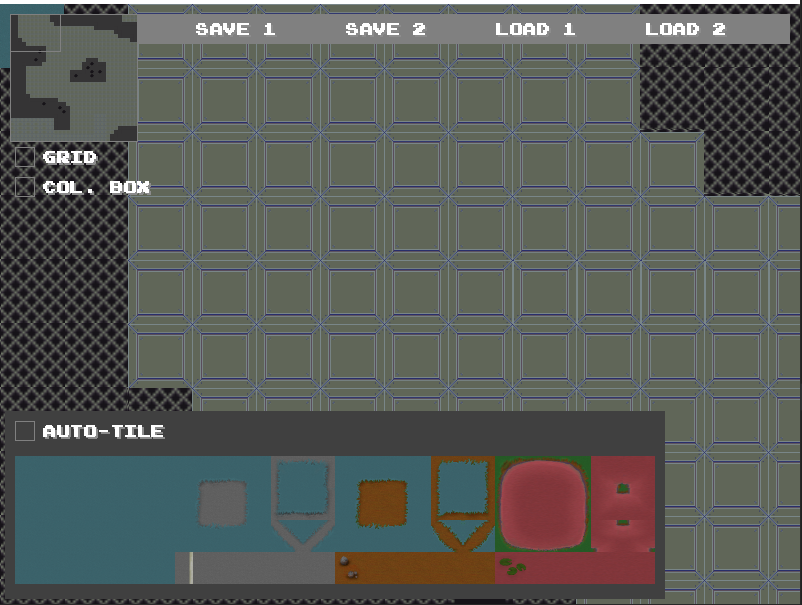 SAVE 1 SAVE 2 LOAD 1 LOAD 2
GRID
COL. BOX
AUTO-TILE